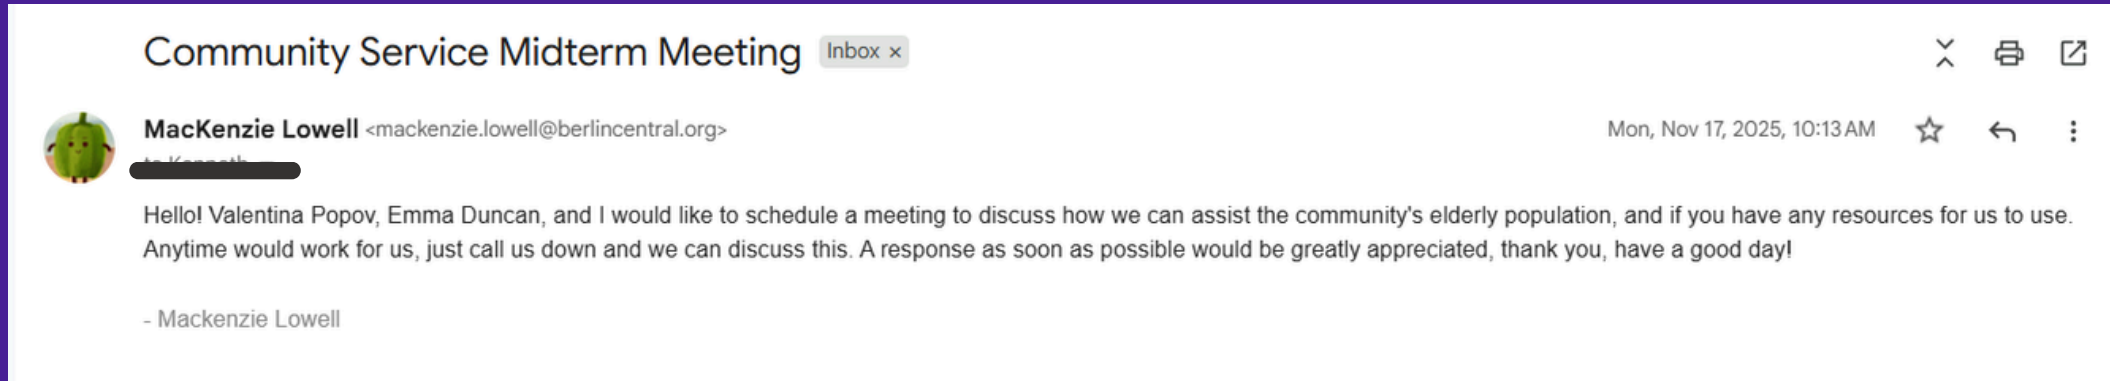 Community Service Midterm Meeting Inbox ×
MacKenzie Lowell <mackenzie.lowell@berlincentral.org> Mon, Nov 17, 2025, 10:13 AM
Hello! Valentina Popov, Emma Duncan, and I would like to schedule a meeting to discuss how we can assist the community's elderly population, and if you have any resources for us to use.
Anytime would work for us, just call us down and we can discuss this. A response as soon as possible would be greatly appreciated, thank you, have a good day!
- Mackenzie Lowell